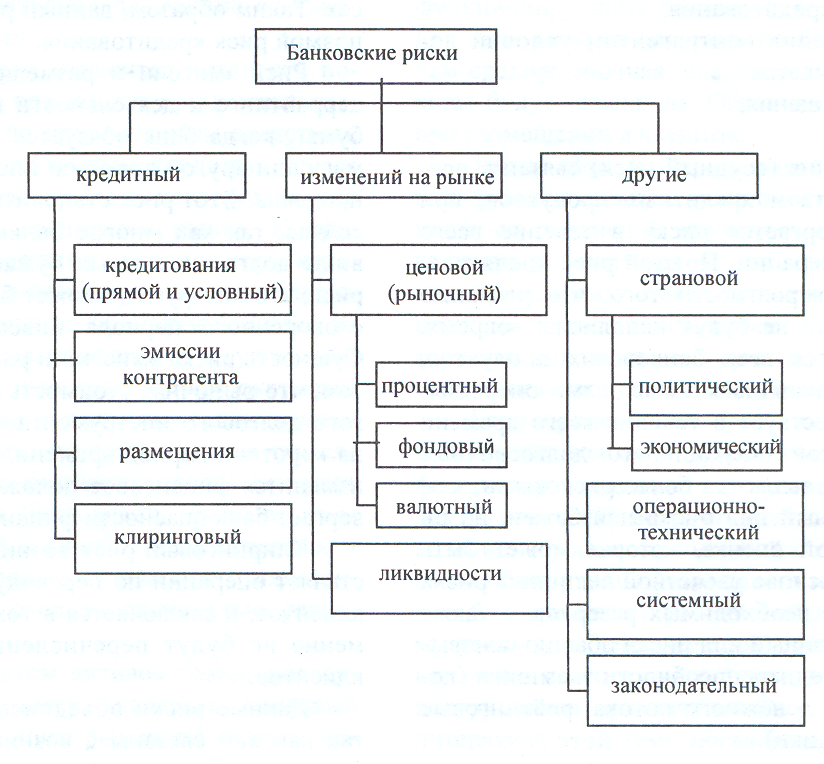 Банковские риски
кредитный
изменений на рынке
другие
кредитования
(прямой и условный)
эмиссии
контрагента
размещения
клиринговый
ценовой
(рыночный)
процентный
фондовый
валютный
ликвидности
страновой
политический
экономический
операционно-
технический
системный
законодательный